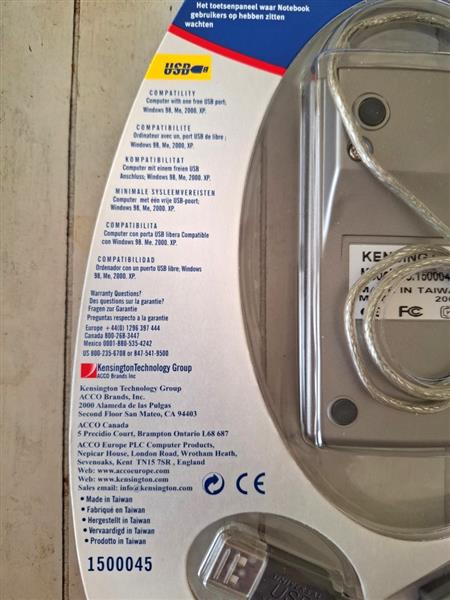 Het toetsenpaneel waar Notebook
gebruikers op hebben zitten
wachten
USB
COMPATILITY
Computer with one free USB port;
Windows 98, Me, 2000, XP.
COMPATIBILITE
Ordinateur avec un, port USB de libre ;
Windows 98, Me, 2000. XP.
KOMPATIBILITAT
Computer mit einem freien USB
Anschluss; Windows 98, Me, 2000. XP.
MINIMALE SYSLEEMVEREISTEN
Computer met één vrije USB-poort;
Windows 98, Me, 2000. XP.
COMPATIBILITA
Computer con porta USB libera Compatible
con Windows 98, Me, 2000. XP.
COMPATIBILIDAD
Ordenador con un puerto USB libre; Windows
98, Me, 2000. XP.
Warranty Questions?
Des questions sur la garantie?
Fragen zur Garantie
Preguntas respecto a la garantie
Europe + 44(0) 1296 397 444
Canada 800-268-3447
Mexico 0001-880-535-4242
US 800-235-6708 or 847-541-9500
Kensington Technology Group
ACCO Brands Inc
Kensington Technology Group
ACCO Brands, Inc.
2000 Alameda de las Pulgas
Second Floor San Mateo, CA 94403
ACCO Canada
5 Precidio Court, Brampton Ontario L68 687
ACCO Europe PLC Computer Products,
Nepicar House, London Road, Wrotham Heath,
Sevenoaks, Kent TN15 7SR , England
Web: www.accoeurope.com
Web: www.kensington.com
Sales email: info@kensington.com
CE
• Made in Taiwan
• Fabriqué en Taiwan
• Hergestellt in Taiwan
• Vervaardigd in Taiwan
• Prodotto in Taiwan
1500045
KENSING
1500045
IN TAIWA
200
FC